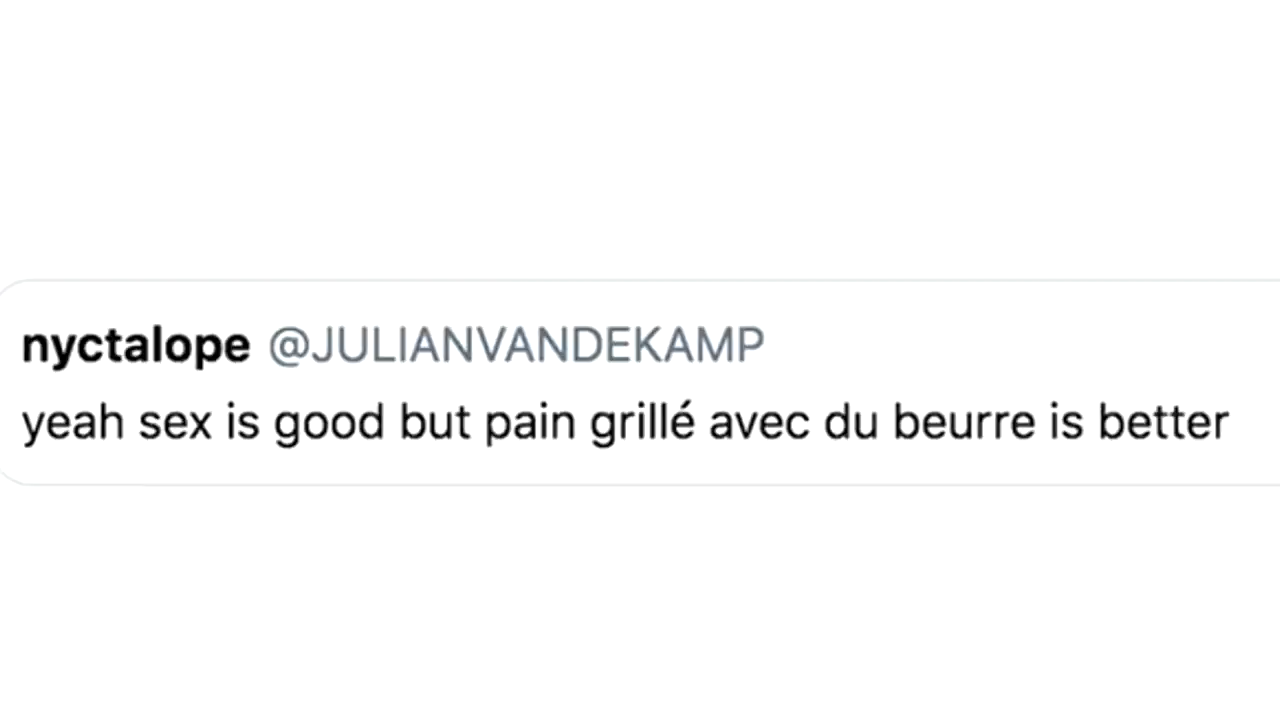 nyctalope @JULIANVANDEKAMP
yeah sex is good but pain grillé avec du beurre is better